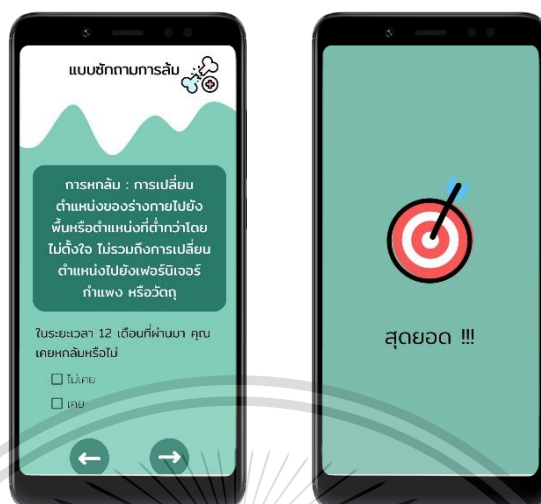 แบบซักถามการล้ม
การหกล้ม : การเปลี่ยน
ตำแหน่งของร่างกายไปยัง
พื้นหรือตำแหน่งที่ต่ำกว่าโดย
ไม่ตั้งใจ ไม่รวมถึงการเปลี่ยน
ตำแหน่งไปยังเฟอร์นิเจอร์
กำแพง หรือวัตถุ
ในระยะเวลา 12 เดือนที่ผ่านมา คุณ
เคยหกล้มหรือไม่
ไม่เคย
เคย
สุดยอด !!!